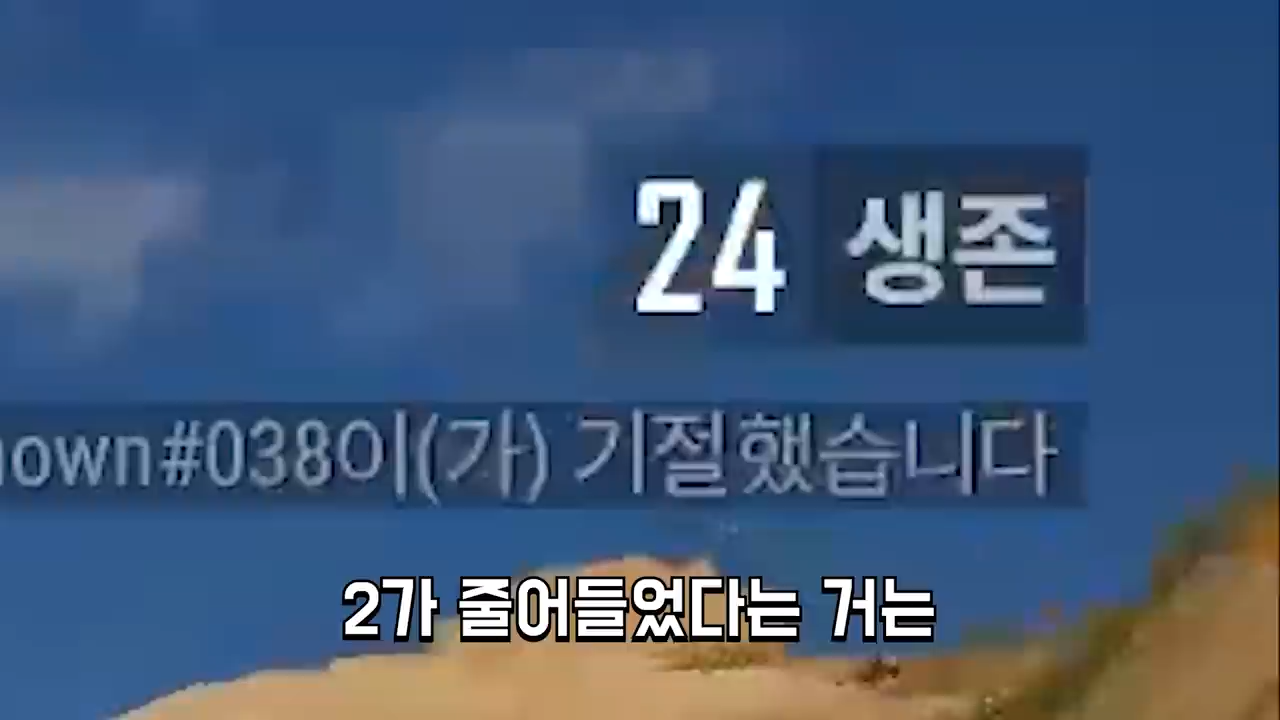 24 생존
own#038이(가) 기절했습니다
2가 줄어들었다는 거는